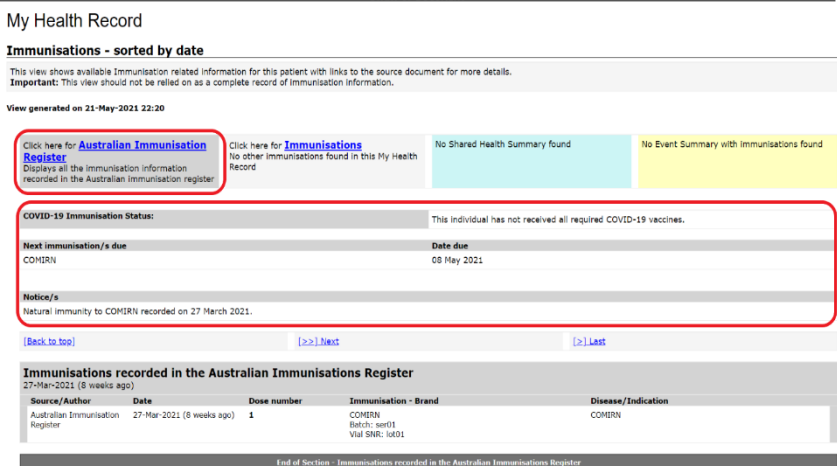 My Health Record
Immunisations - sorted by date
This view shows available Immunisation related information for this patient with links to the source document for more details.
Important: This view should not be relied on as a complete record of immunisation information.
View generated on 21-May-2021 22:20
Click here for Australian Immunisation
Register
Displays all the immunisation information
recorded in the Australian immunisation register
Click here for Immunisations
No other immunisations found in this My Health
Record
No Shared Health Summary found
No Event Summary with Immunisations found
COVID-19 Immunisation Status:
This individual has not received all required COVID-19 vaccines.
Next immunisation/s due
Date due
COMIRN
08 May 2021
Notice/s
Natural immunity to COMIRN recorded on 27 March 2021.
[Back to top]
[>>] Next
[>] Last
Immunisations recorded in the Australian Immunisations Register
27-Mar-2021 (8 weeks ago)
Source/Author
Date
Dose number
Immunisation - Brand
Disease/Indication
Australian Immunisation
Register
27-Mar-2021 (8 weeks ago)
1
COMIRN
Batch: ser01
Vial SNR: lot01
COMIRN
End of Section - Immunisations recorded in the Australian Immunisations Register